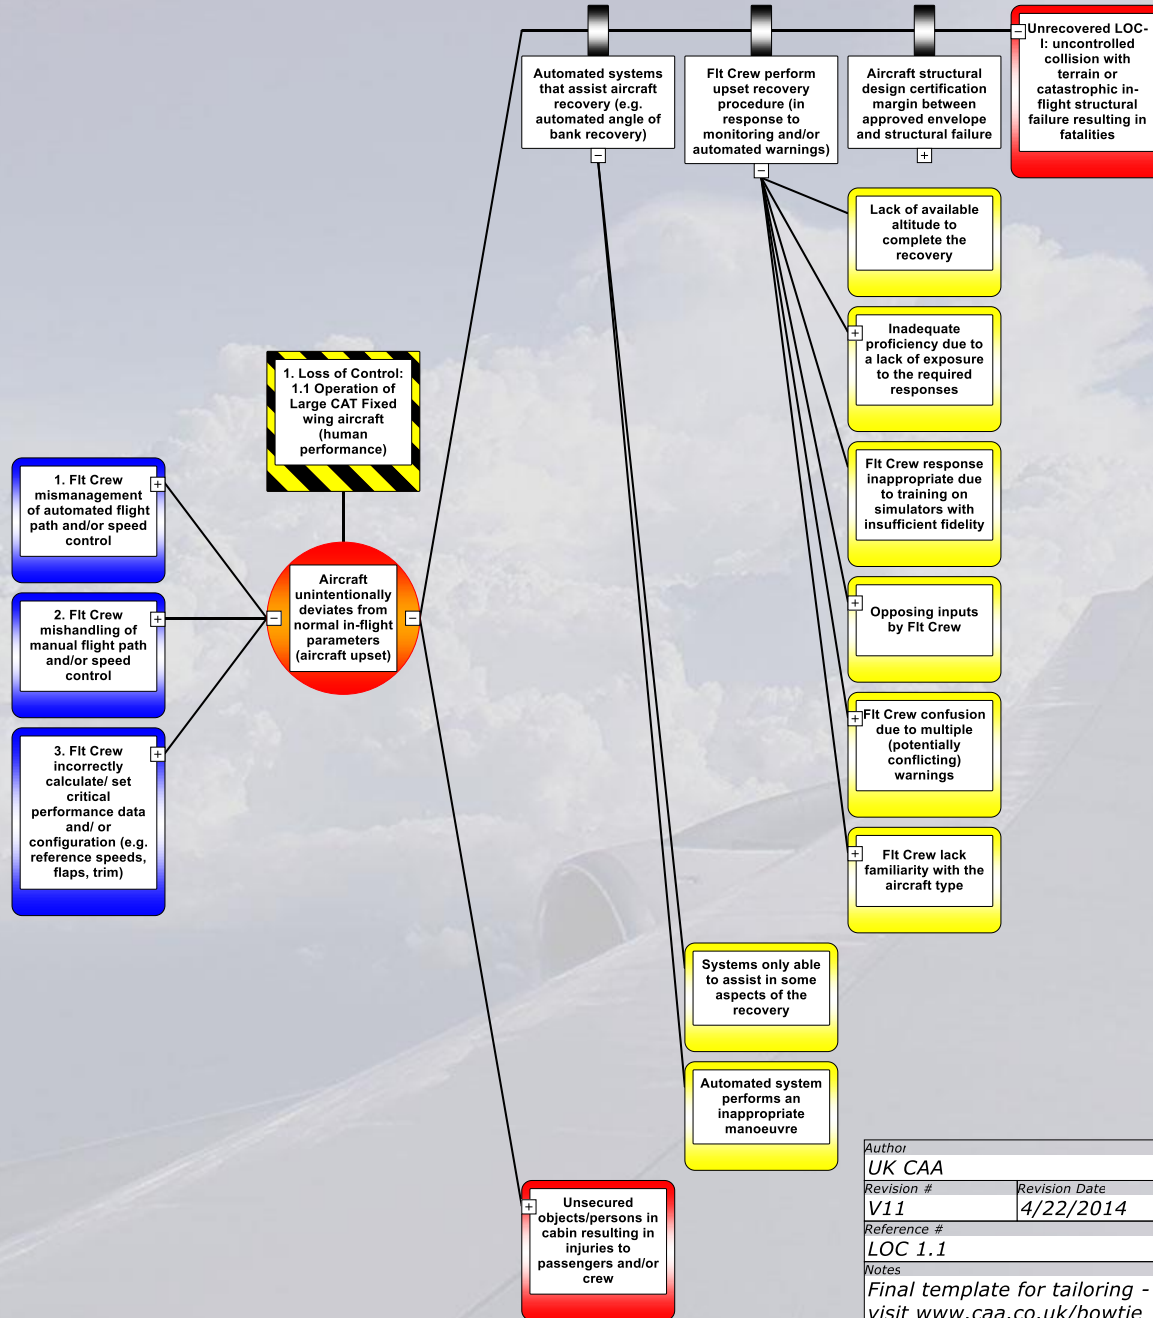 Automated systems
that assist aircraft
recovery (e.g.
automated angle of
bank recovery)
Flt Crew perform
upset recovery
procedure (in
response to
monitoring and/or
automated warnings)
Aircraft structural
design certification
margin between
approved envelope
and structural failure
Unrecovered LOC-
I: uncontrolled
collision with
terrain or
catastrophic in-
flight structural
failure resulting in
fatalities
Lack of available
altitude to
complete the
recovery
Inadequate
proficiency due to
a lack of exposure
to the required
responses
Flt Crew response
inappropriate due
to training on
simulators with
insufficient fidelity
Opposing inputs
by Flt Crew
Flt Crew confusion
due to multiple
(potentially
conflicting)
warnings
Flt Crew lack
familiarity with the
aircraft type
1. Loss of Control:
1.1 Operation of
Large CAT Fixed
wing aircraft
(human
performance)
1. Flt Crew
mismanagement
of automated flight
path and/or speed
control
2. Flt Crew
mishandling of
manual flight path
and/or speed
control
3. Flt Crew
incorrectly
calculate/ set
critical
performance data
and/ or
configuration (e.g.
reference speeds,
flaps, trim)
Aircraft
unintentionally
deviates from
normal in-flight
parameters
(aircraft upset)
Systems only able
to assist in some
aspects of the
recovery
Automated system
performs an
inappropriate
manoeuvre
Unsecured
objects/persons in
cabin resulting in
injuries to
passengers and/or
crew
Author
UK CAA
Revision # Revision Date
V11 4/22/2014
Reference #
LOC 1.1
Notes
Final template for tailoring -
visit www.caa.co.uk/bowtie